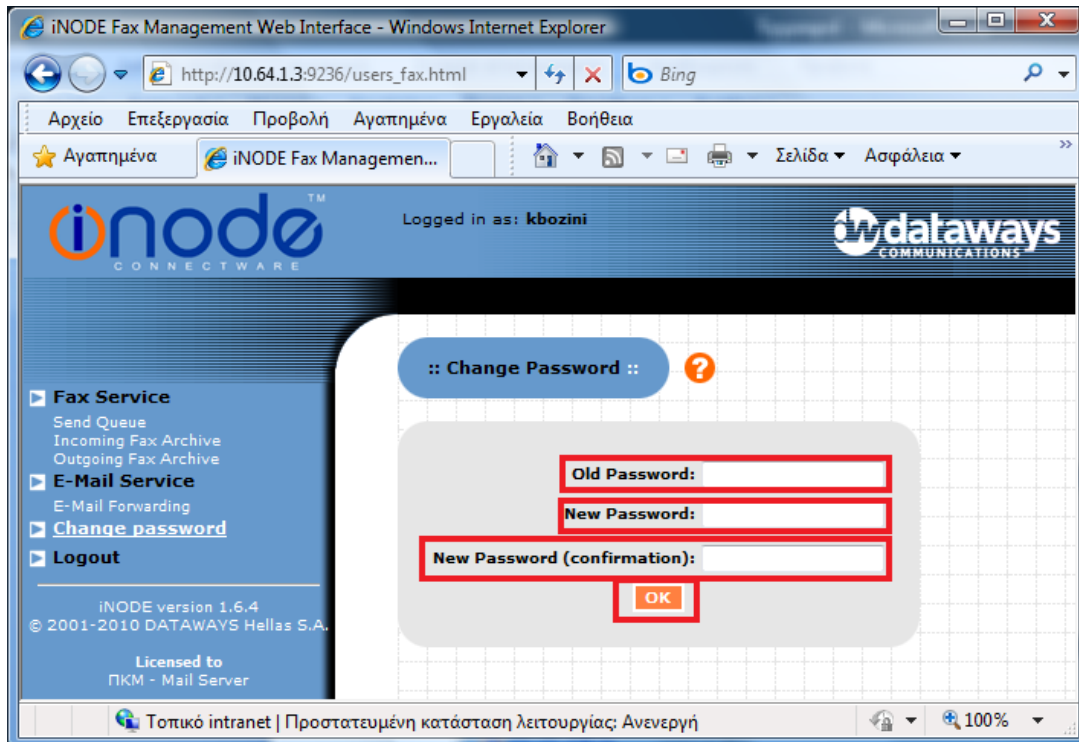 iNODE Fax Management Web Interface - Windows Internet Explorer
http://10.64.1.3:9236/users_fax.html
Bing
Αρχείο Επεξεργασία Προβολή Αγαπημένα Εργαλεία Βοήθεια
Αγαπημένα iNODE Fax Managemen... Σελίδα Ασφάλεια »
inode TM
CONNECTWARE
Logged in as: kbozini
dataways
COMMUNICATIONS
:: Change Password :: ?
Fax Service
Send Queue
Incoming Fax Archive
Outgoing Fax Archive
E-Mail Service
E-Mail Forwarding
Change password
Logout
iNODE version 1.6.4
© 2001-2010 DATAWAYS Hellas S.A.
Licensed to
ΠΚΜ - Mail Server
Old Password:
New Password:
New Password (confirmation):
OK
Τοπικό intranet | Προστατευμένη κατάσταση λειτουργίας: Ανενεργή 100%